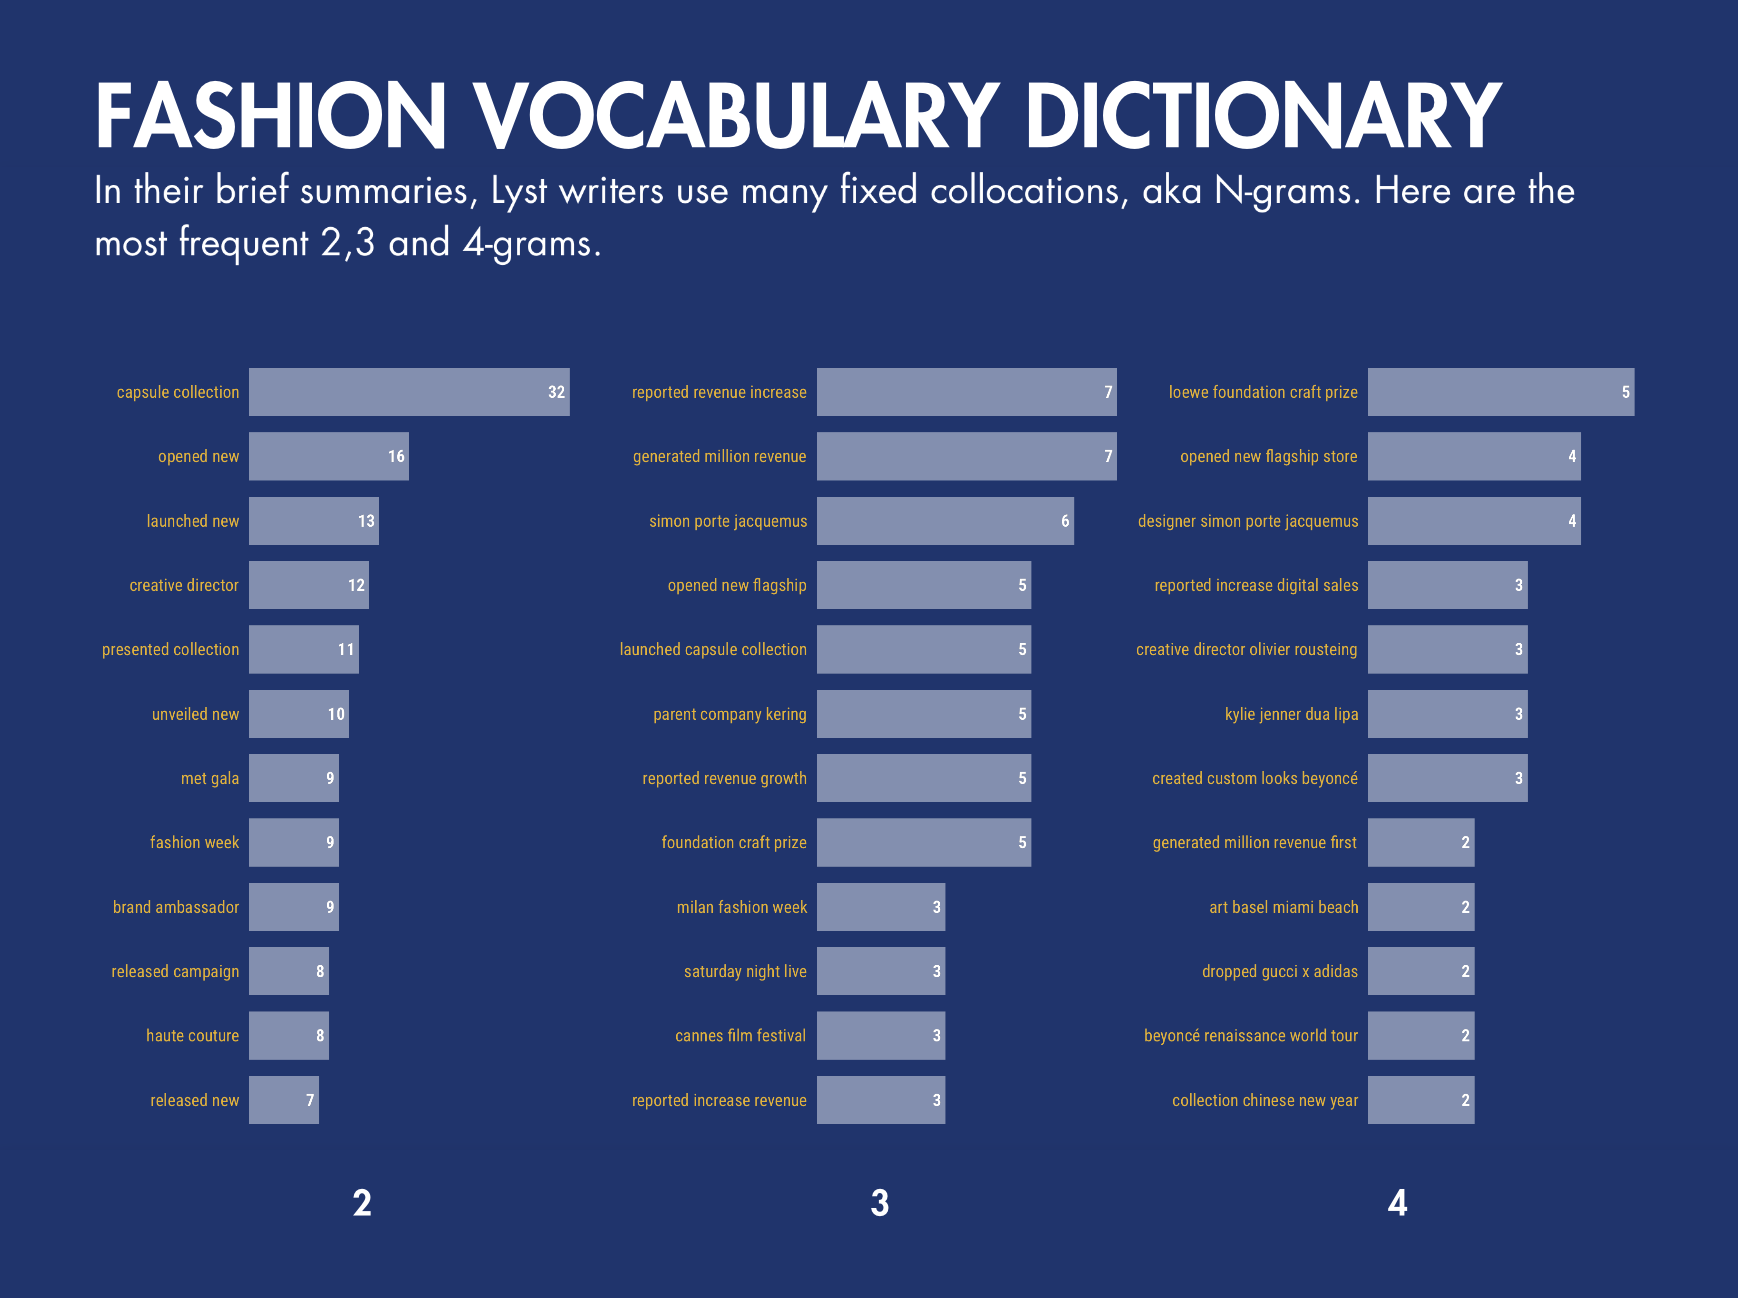 FASHION VOCABULARY DICTIONARY
In their brief summaries, Lyst writers use many fixed collocations, aka N-grams. Here are the
most frequent 2,3 and 4-grams.
capsule collection 32
opened new 16
launched new 13
creative director 12
presented collection 11
unveiled new 10
met gala 9
fashion week 9
brand ambassador 9
released campaign 8
haute couture 8
released new 7
2
reported revenue increase 7
generated million revenue 7
simon porte jacquemus 6
opened new flagship 5
launched capsule collection 5
parent company kering 5
reported revenue growth 5
foundation craft prize 5
milan fashion week 3
saturday night live 3
cannes film festival 3
reported increase revenue 3
3
loewe foundation craft prize 5
opened new flagship store 4
designer simon porte jacquemus 4
reported increase digital sales 3
creative director olivier rousteing 3
kylie jenner dua lipa 3
created custom looks beyoncé 3
generated million revenue first 2
art basel miami beach 2
dropped gucci x adidas 2
beyoncé renaissance world tour 2
collection chinese new year 2
4